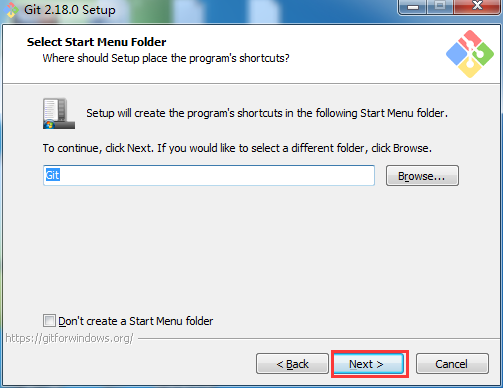 Git 2.18.0 Setup
Select Start Menu Folder
Where should Setup place the program's shortcuts?
Setup will create the program's shortcuts in the following Start Menu folder.
To continue, click Next. If you would like to select a different folder, click Browse.
Git
Browse...
Don't create a Start Menu folder
https://gitforwindows.org/
< Back
Next >
Cancel